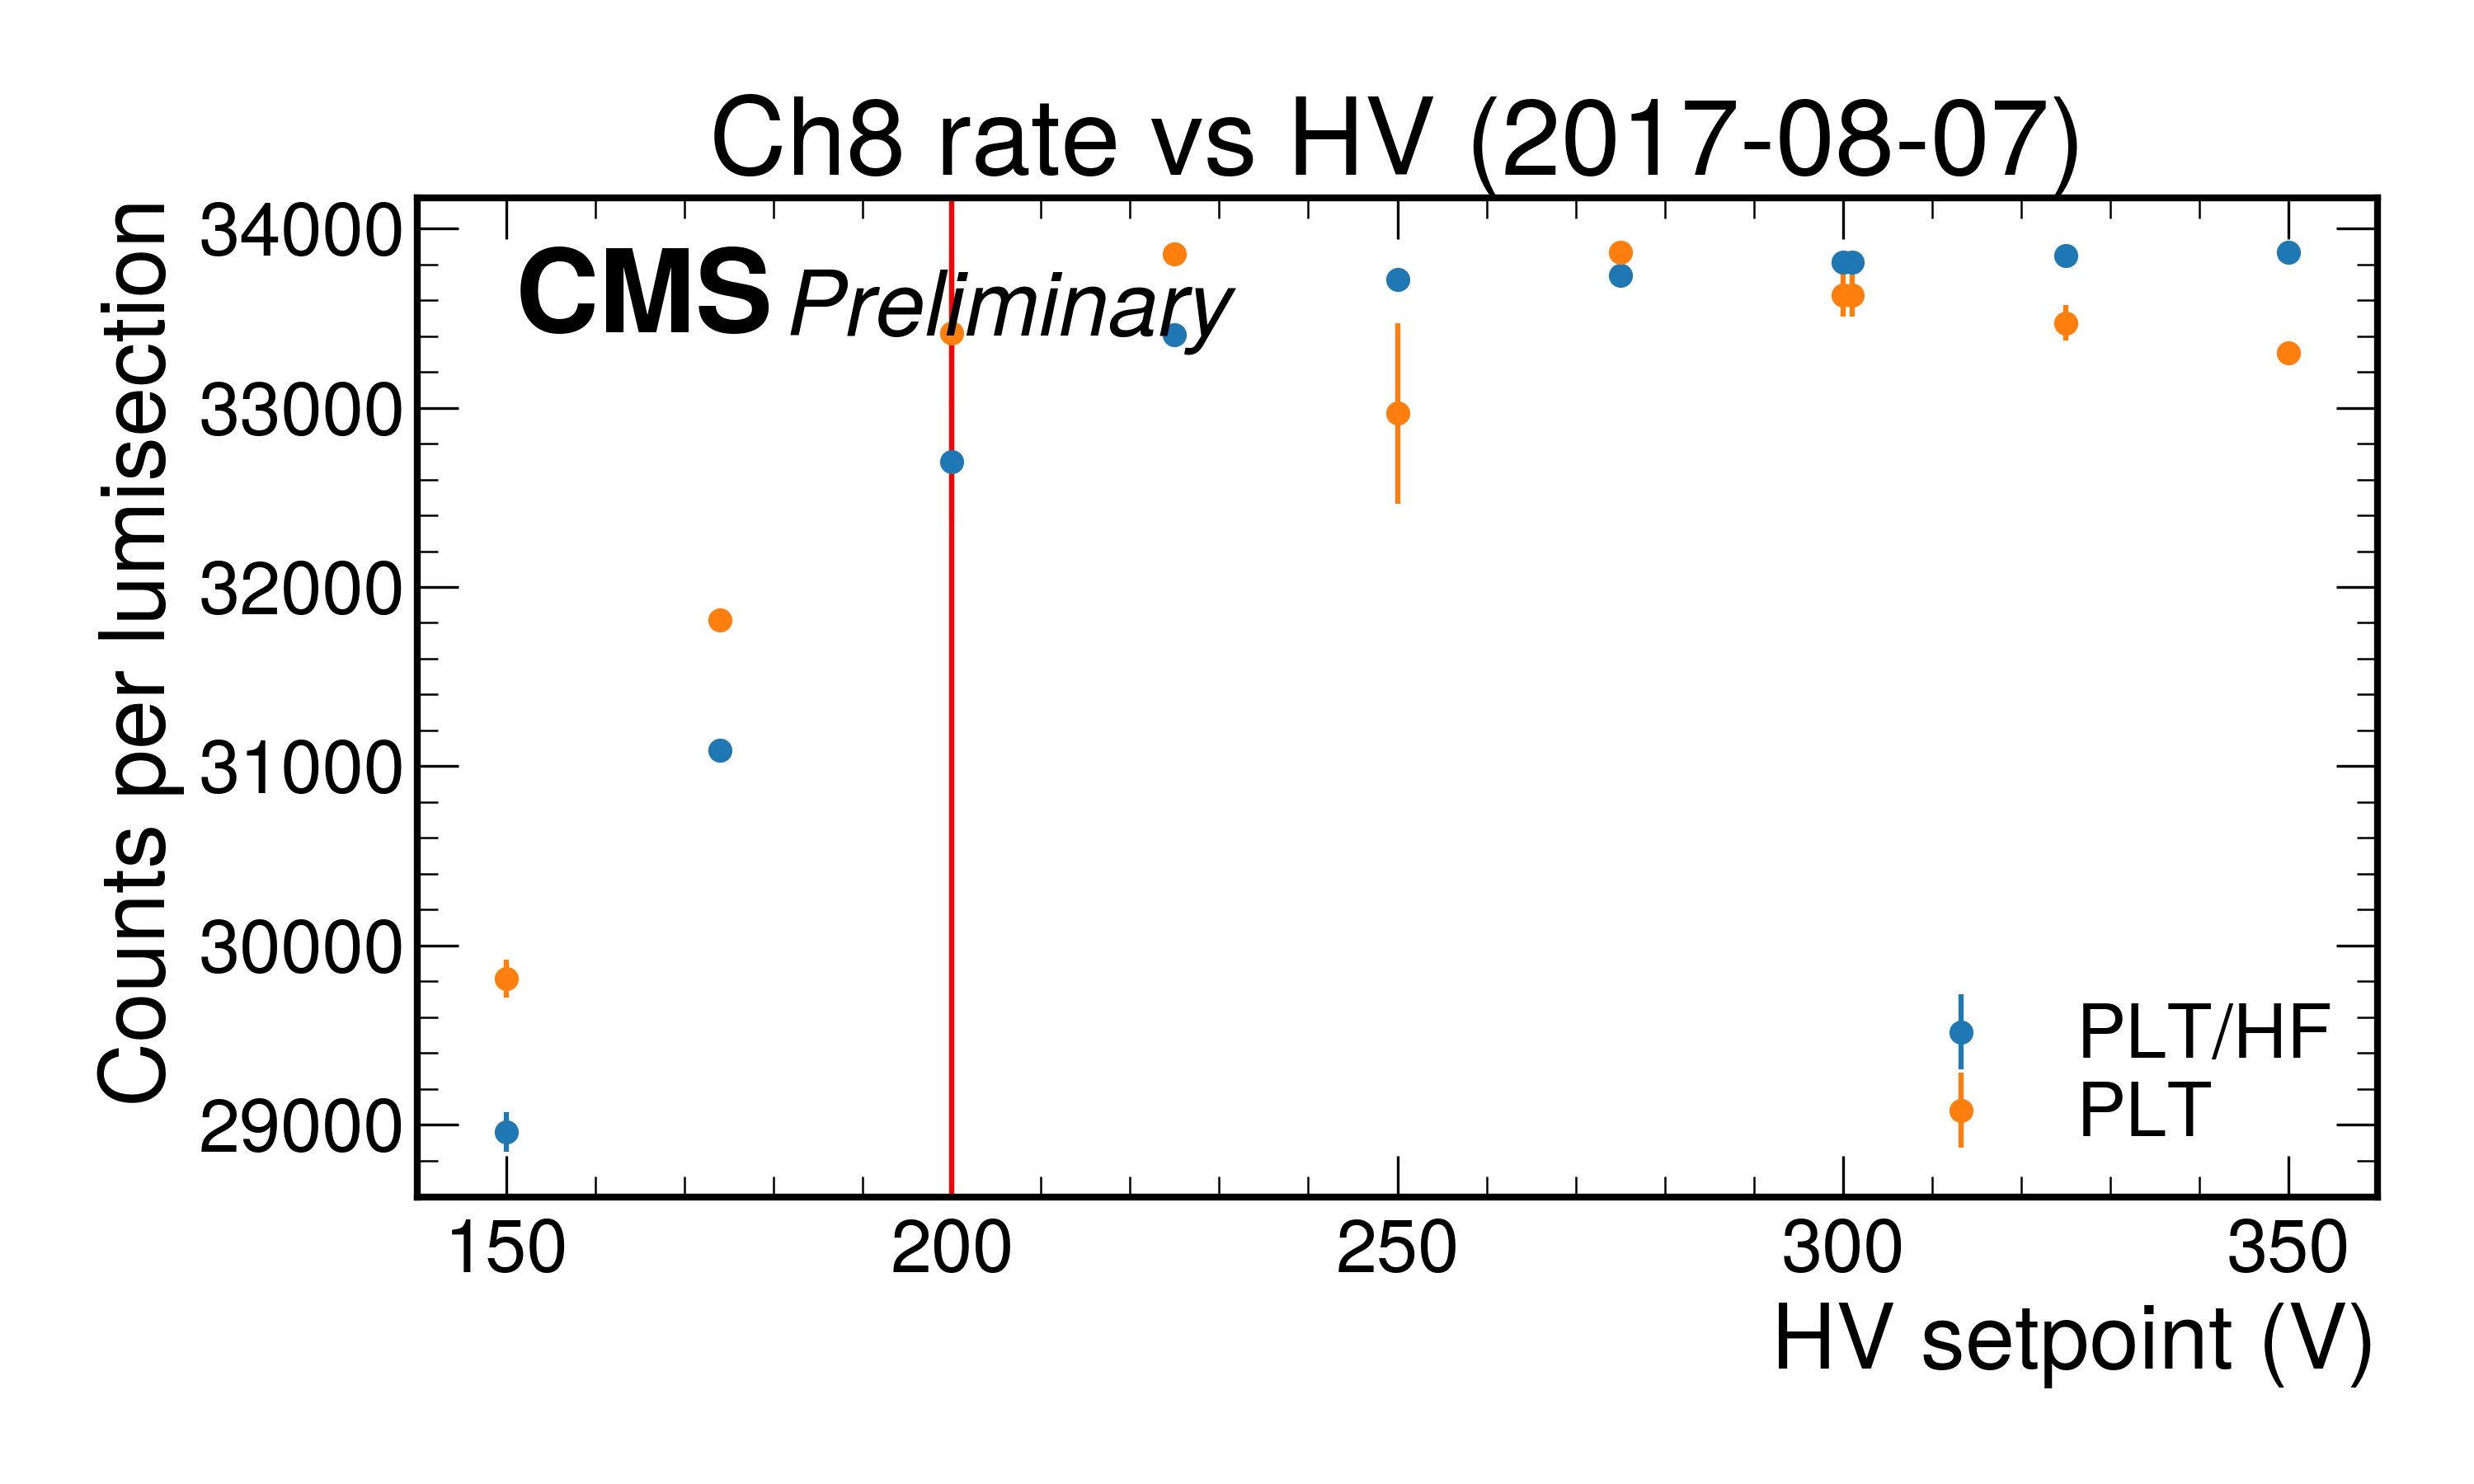 Ch8 rate vs HV (2017-08-07)
CMS Preliminary
Counts per lumisection
34000
33000
32000
31000
30000
29000
PLT/HF
PLT
150 200 250 300 350
HV setpoint (V)